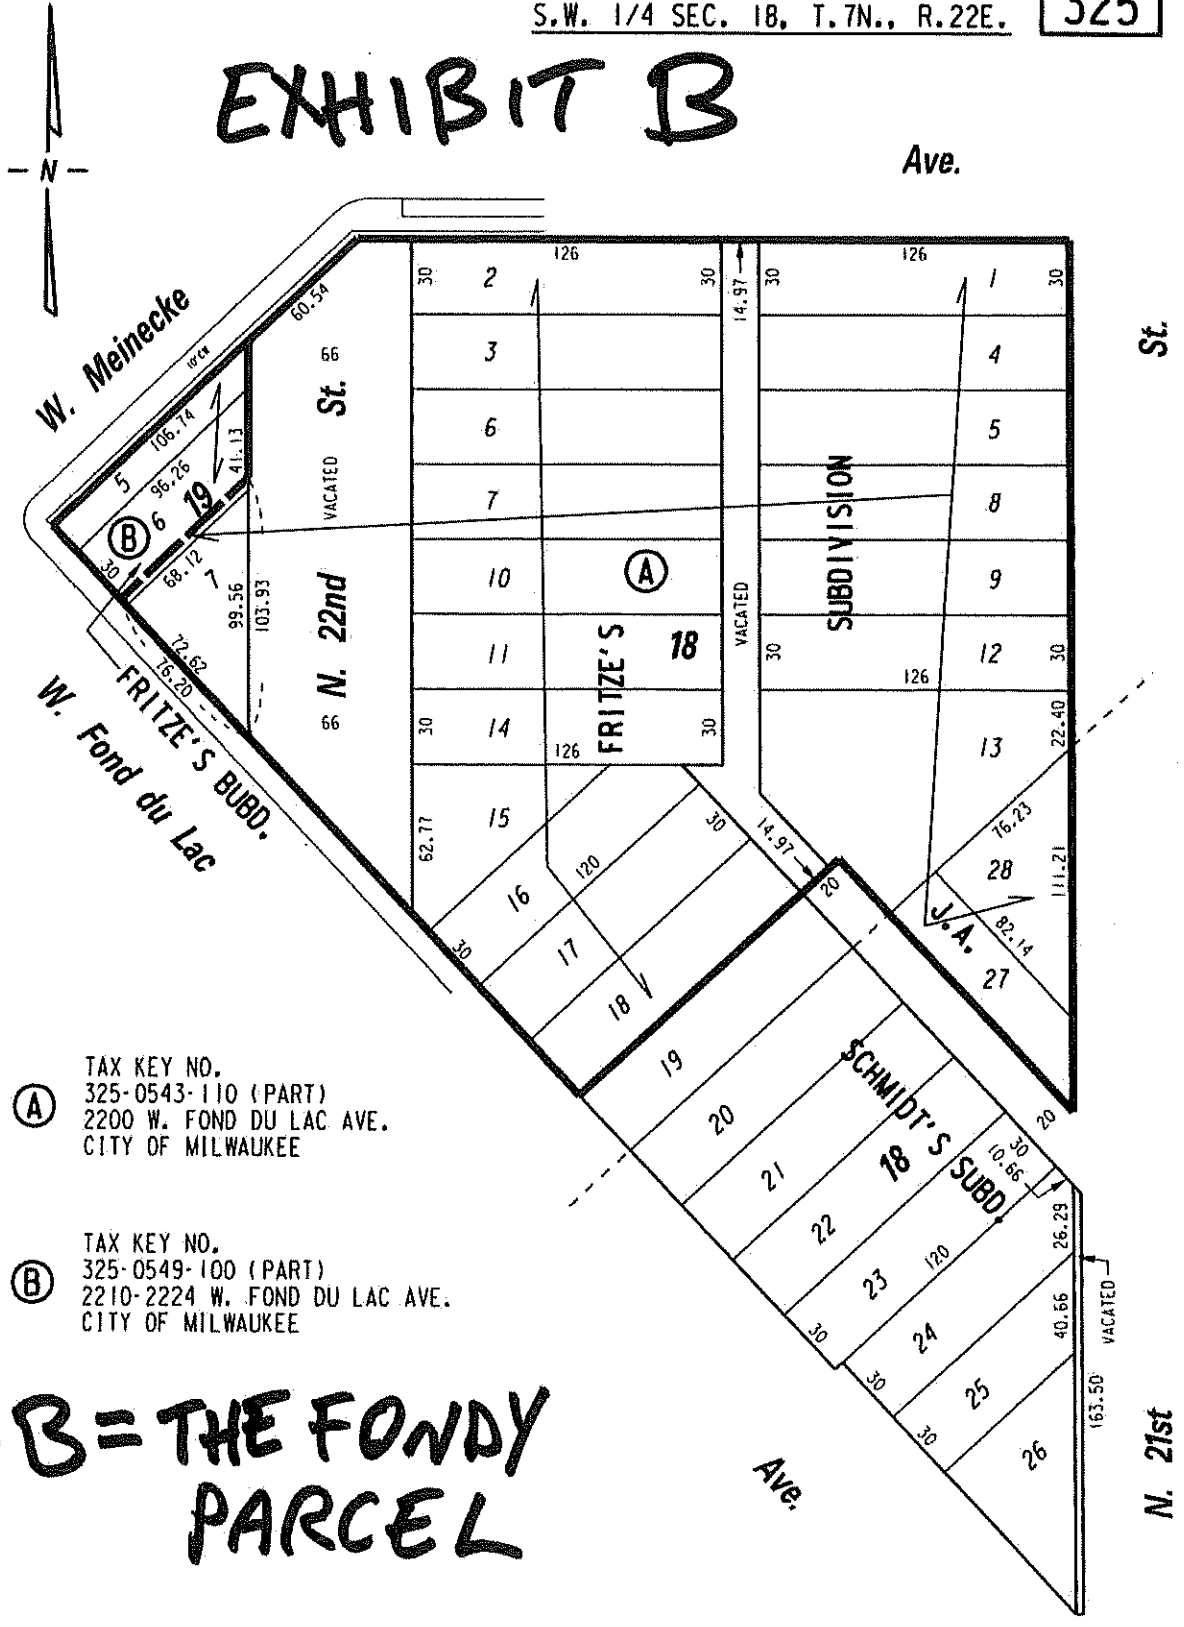 S.W. 1/4 SEC. 18, T.7N., R.22E.
325
EXHIBIT B
Ave.
- N -
W. Meinecke
St.
126
126
30
2
30
14.97
30
1
30
60.54
66
St.
3
4
10'CW
106.74
5
96.26
41.13
6
5
19
VACATED
7
8
B
6
SUBDIVISION
30
68.12
7
99.56
103.93
N. 22nd
10
A
VACATED
9
11
FRITZE'S
18
30
12
30
126
72.62
76.20
66
30
14
126
30
13
22.40
FRITZE'S BUBD.
W. Fond du Lac
62.77
15
30
14.97
76.23
16
120
20
28
111.21
17
30
J.A.
82.14
18
27
19
TAX KEY NO.
A
325-0543-110 (PART)
2200 W. FOND DU LAC AVE.
CITY OF MILWAUKEE
20
SCHMIDT'S SUBD.
18
20
21
30
10.66
22
26.29
TAX KEY NO.
B
325-0549-100 (PART)
2210-2224 W. FOND DU LAC AVE.
CITY OF MILWAUKEE
23
120
VACATED
40.66
30
24
30
25
163.50
30
26
B = THE FONDY
PARCEL
Ave.
N. 21st